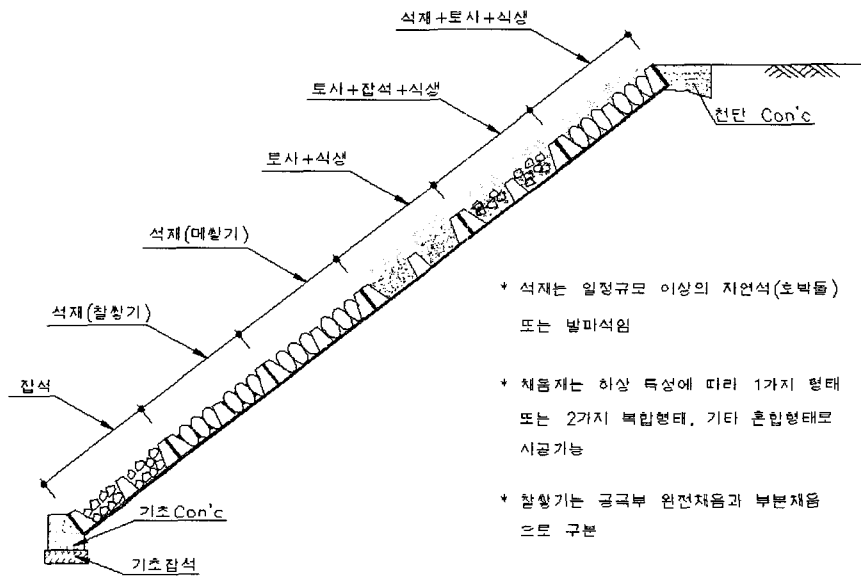 석재+토사+식생
토사+잡석+식생
천단 Con'c
토사+식생
석재(메쌓기)
* 석재는 일정규모 이상의 자연석(호박돌)
또는 발파석임
석재(찰쌓기)
잡석
* 채움재는 하상 특성에 따라 1가지 형태
또는 2가지 복합형태, 기타 혼합형태로
시공가능
* 찰쌓기는 공극부 완전채움과 부분채움
으로 구분
기초Con'c
기초잡석